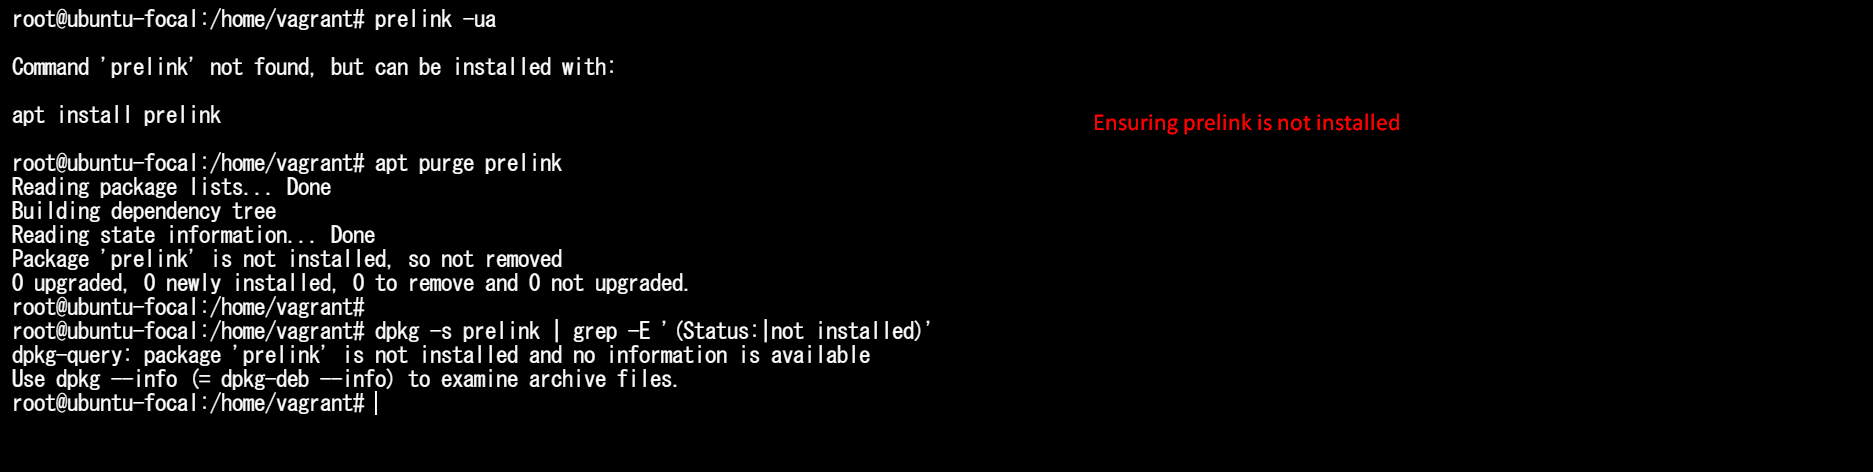 root@ubuntu-focal:/home/vagrant# prelink -ua
Command 'prelink' not found, but can be installed with:
apt install prelink
Ensuring prelink is not installed
root@ubuntu-focal:/home/vagrant# apt purge prelink
Reading package lists... Done
Building dependency tree
Reading state information... Done
Package 'prelink' is not installed, so not removed
0 upgraded, 0 newly installed, 0 to remove and 0 not upgraded.
root@ubuntu-focal:/home/vagrant#
root@ubuntu-focal:/home/vagrant# dpkg -s prelink | grep -E '(Status:|not installed)'
dpkg-query: package 'prelink' is not installed and no information is available
Use dpkg --info (= dpkg-deb --info) to examine archive files.
root@ubuntu-focal:/home/vagrant#